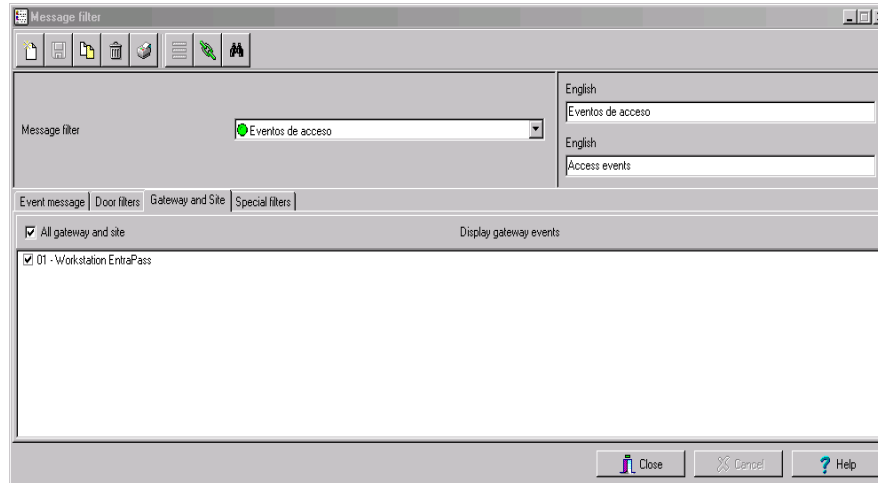 Message filter
English
Eventos de acceso
Message filter
Eventos de acceso
English
Access events
Event message
Door filters
Gateway and Site
Special filters
All gateway and site
Display gateway events
01 - Workstation EntraPass
Close
Cancel
? Help